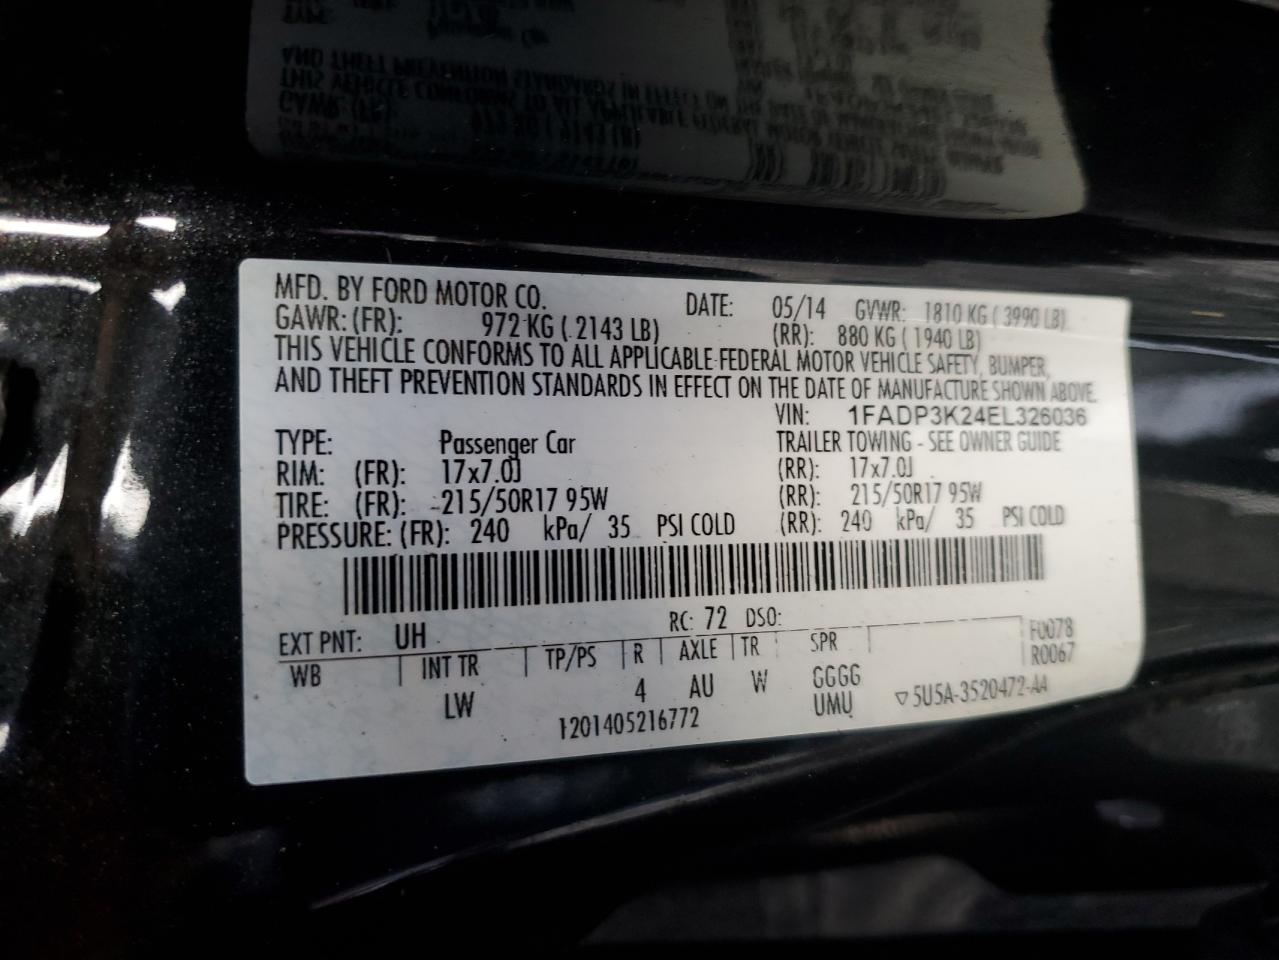 MFD. BY FORD MOTOR CO. DATE: 05/14 GVWR: 1810 KG ( 3990 LB)
GAWR: (FR): 972 KG ( 2143 LB) (RR): 880 KG ( 1940 LB)
THIS VEHICLE CONFORMS TO ALL APPLICABLE FEDERAL MOTOR VEHICLE SAFETY, BUMPER,
AND THEFT PREVENTION STANDARDS IN EFFECT ON THE DATE OF MANUFACTURE SHOWN ABOVE.
VIN: 1FADP3K24EL326036
TYPE: Passenger Car TRAILER TOWING - SEE OWNER GUIDE
RIM: (FR): 17x7.0J (RR): 17x7.0J
TIRE: (FR): 215/50R17 95W (RR): 215/50R17 95W
PRESSURE: (FR): 240 kPa/ 35 PSI COLD (RR): 240 kPa/ 35 PSI COLD
EXT PNT: UH RC: 72 DSO: F0078
WB INT TR TP/PS R AXLE TR SPR R0067
LW 4 AU W GGGG
UMU ▽ 5U5A-3520472-AA
1201405216772